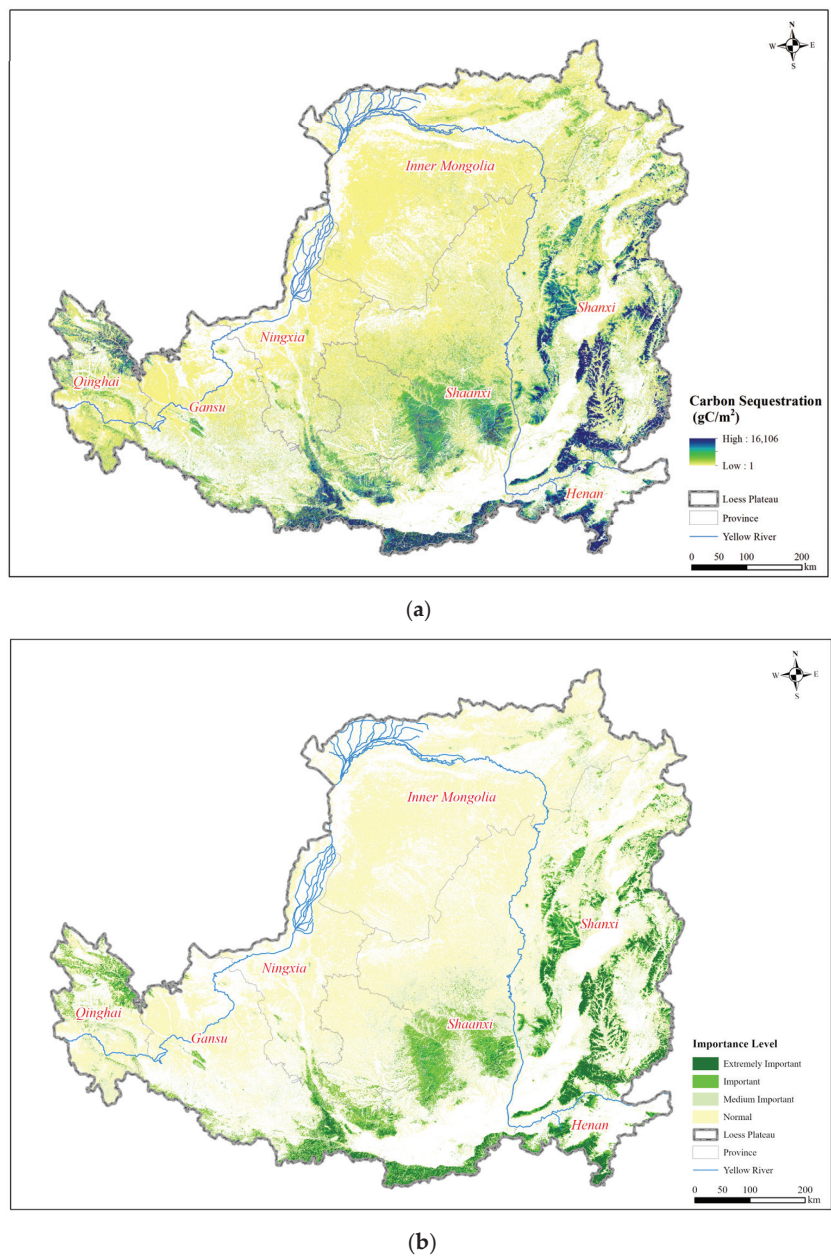 N
W E
S
Inner Mongolia
Shanxi
Ningxia
Qinghai
Shaanxi
Gansu
Henan
Carbon Sequestration
(gC/m²)
High : 16,106
Low : 1
Loess Plateau
Province
Yellow River
0 100 200
km
(a)
N
W E
S
Inner Mongolia
Shanxi
Ningxia
Qinghai
Shaanxi
Gansu
Henan
Importance Level
Extremely Important
Important
Medium Important
Normal
Loess Plateau
Province
Yellow River
0 100 200
km
(b)